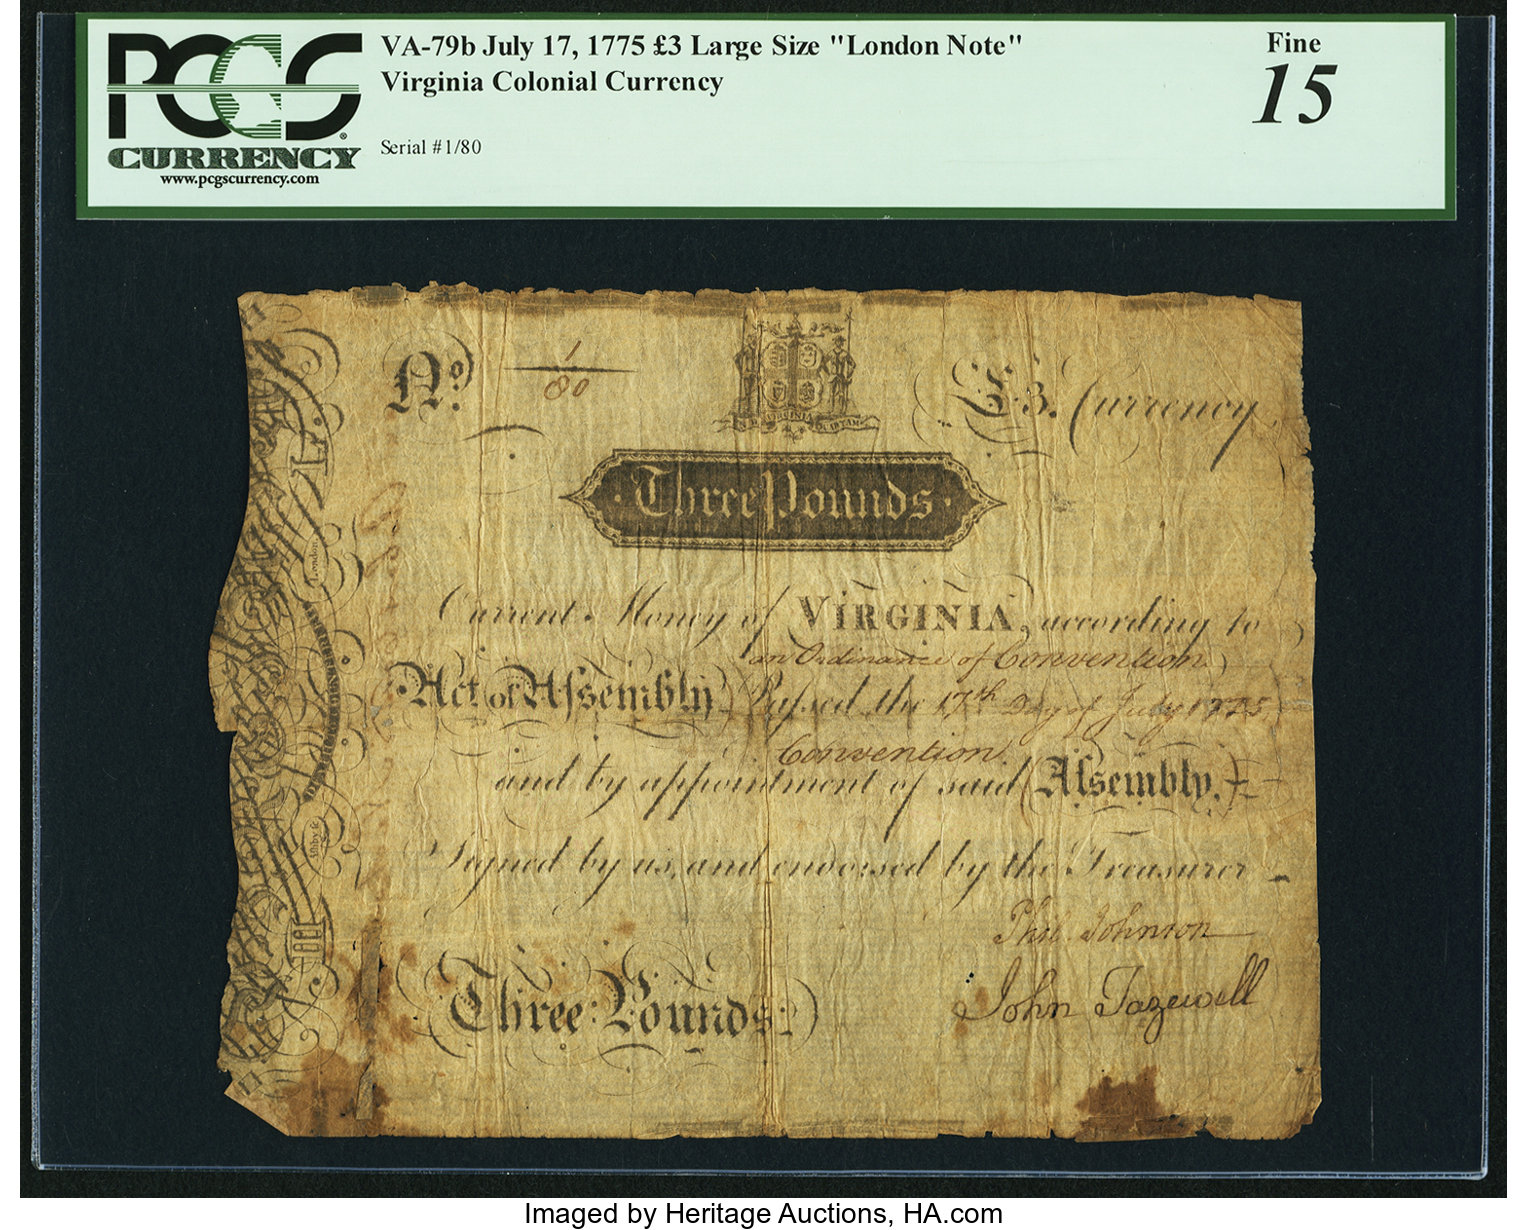 VA-79b July 17, 1775 £3 Large Size "London Note"
Virginia Colonial Currency
Serial #1/80
Fine
15
PCGS
CURRENCY
www.pcgscurrency.com
No. 1/80
£3. Currency
VIRGINIA
Three Pounds
Current Money of VIRGINIA, according to
an Ordinance of Convention
Act of Assembly Passed the 17th Day of July 1775
Convention
and by appointment of said (Assembly.)
Signed by us, and endorsed by the Treasurer
Phil. Johnson
John Tazewell
Three Pounds
London
Imaged by Heritage Auctions, HA.com